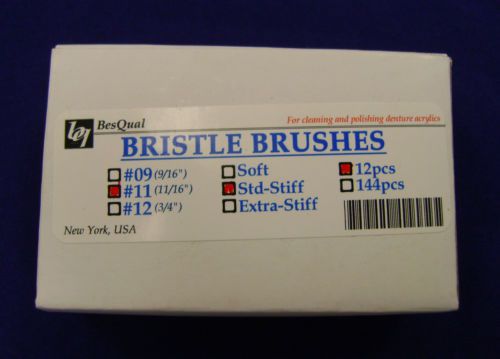 bq BesQual
For cleaning and polishing denture acrylics
BRISTLE BRUSHES
#09 (9/16") Soft 12pcs
#11 (11/16") Std-Stiff 144pcs
#12 (3/4") Extra-Stiff
New York, USA